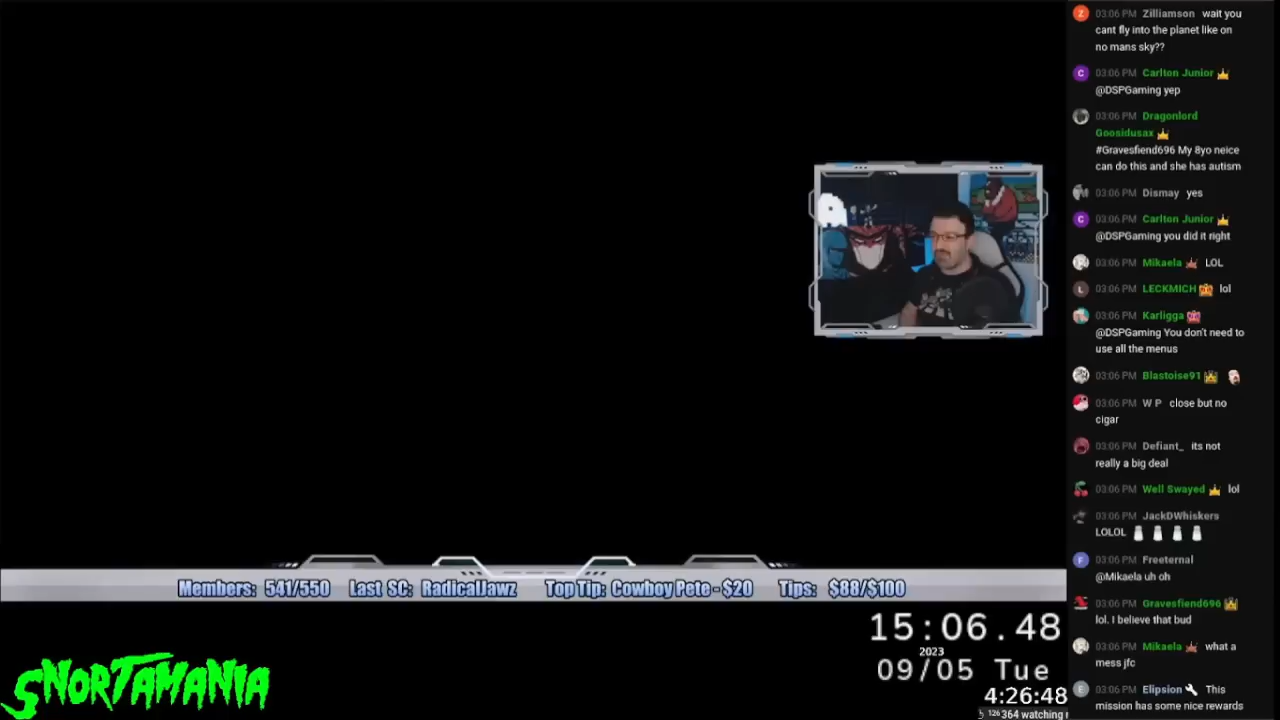 03:06 PM Zilliamson wait you
cant fly into the planet like on
no mans sky??
03:06 PM Carlton Junior
@DSPGaming yep
03:06 PM Dragonlord
Goosidusax
#Gravesfiend696 My 8yo neice
can do this and she has autism
03:06 PM Dismay yes
03:06 PM Carlton Junior
@DSPGaming you did it right
03:06 PM Mikaela LOL
03:06 PM LECKMICH lol
03:06 PM Karligga
@DSPGaming You don't need to
use all the menus
03:06 PM Blastoise91
03:06 PM W P close but no
cigar
03:06 PM Defiant_ its not
really a big deal
03:06 PM Well Swayed lol
03:06 PM JackDWhiskers
LOLOL
03:06 PM Freeternal
@Mikaela uh oh
03:06 PM Gravesfiend696
lol. I believe that bud
03:06 PM Mikaela what a
mess jfc
03:06 PM Elipsion This
mission has some nice rewards
Members: 541/550 Last SC: RadicalJawz Top Tip: Cowboy Pete - $20 Tips: $88/$100
15:06.48
2023
09/05 Tue
4:26:48
364 watching
SNORTAMANIA